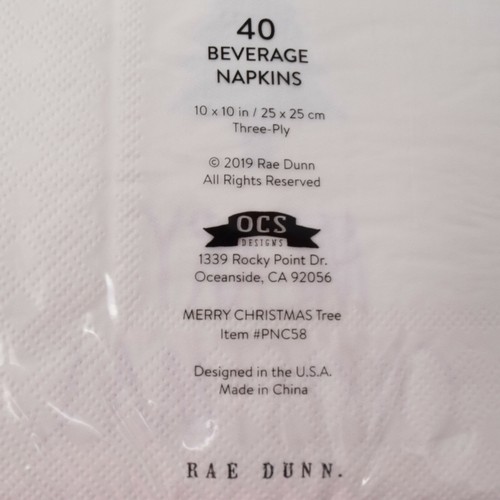 40
BEVERAGE
NAPKINS
10 x 10 in / 25 x 25 cm
Three-Ply
© 2019 Rae Dunn
All Rights Reserved
OCS
DESIGNS
1339 Rocky Point Dr.
Oceanside, CA 92056
MERRY CHRISTMAS Tree
Item #PNC58
Designed in the U.S.A.
Made in China
RAE DUNN.